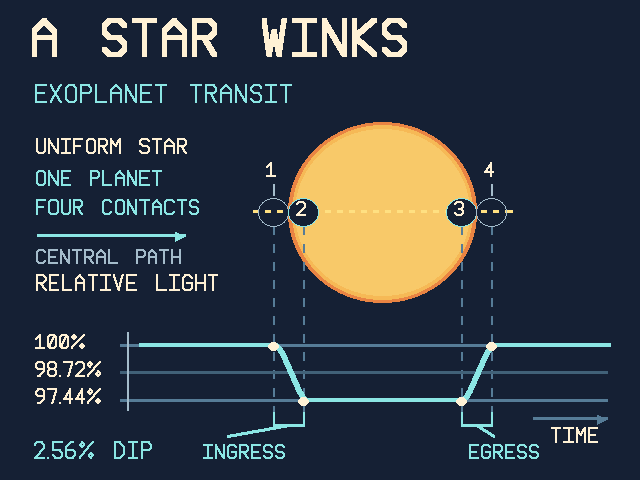 A STAR WINKS
EXOPLANET TRANSIT
UNIFORM STAR
ONE PLANET
FOUR CONTACTS
CENTRAL PATH
RELATIVE LIGHT
1
2
3
4
100%
98.72%
97.44%
2.56% DIP
INGRESS
EGRESS
TIME